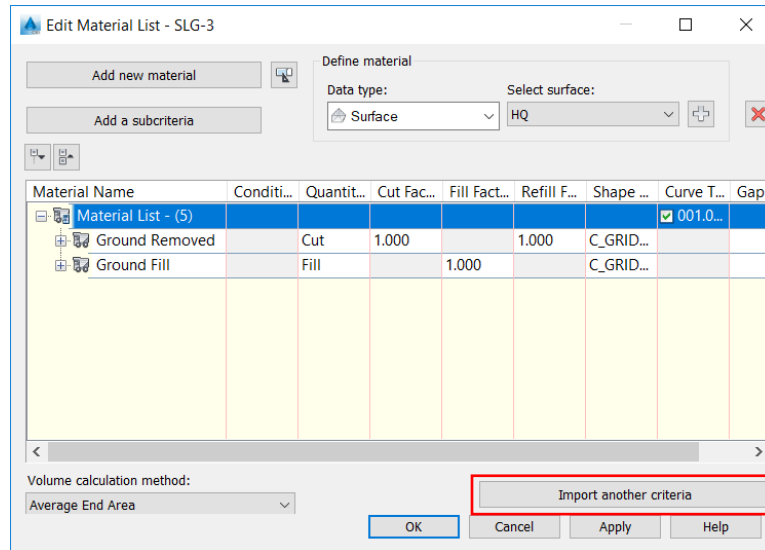 Edit Material List - SLG-3
Define material
Add new material
Data type:
Select surface:
Surface
HQ
Add a subcriteria
Material Name Conditi... Quantit... Cut Fac... Fill Fact... Refill F... Shape ... Curve T... Gap
Material List - (5) 001.0...
Ground Removed Cut 1.000 1.000 C_GRID...
Ground Fill Fill 1.000 C_GRID...
Volume calculation method:
Average End Area
Import another criteria
OK Cancel Apply Help